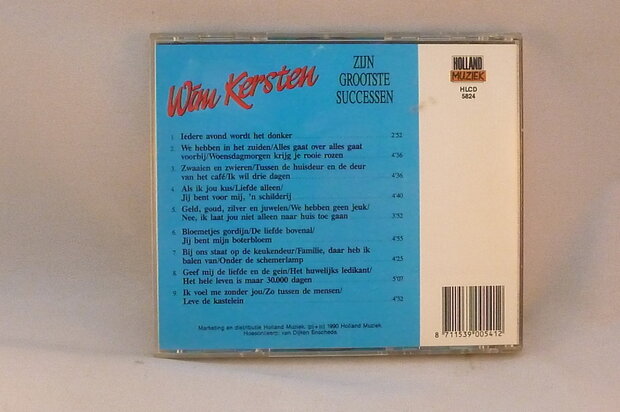 Wim Kersten
ZIJN
GROOTSTE
SUCCESSEN
HOLLAND
MUZIEK
HLCD
5824
1. Iedere avond wordt het donker 2'52
2. We hebben in het zuiden/Alles gaat over alles gaat
voorbij/Woensdagmorgen krijg je rooie rozen 4'36
3. Zwaaien en zwieren/Tussen de huisdeur en de deur
van het café/Ik wil drie dagen 4'36
4. Als ik jou kus/Liefde alleen/
Jij bent voor mij, 'n schilderij 4'40
5. Geld, goud, zilver en juwelen/We hebben geen jeuk/
Nee, ik laat jou niet alleen naar huis toe gaan 3'52
6. Bloemetjes gordijn/De liefde bovenal/
Jij bent mijn boterbloem 4'55
7. Bij ons staat op de keukendeur/Familie, daar heb ik
balen van/Onder de schemerlamp 4'25
8. Geef mij de liefde en de gein/Het huwelijks ledikant/
Het hele leven is maar 30.000 dagen 5'07
9. Ik voel me zonder jou/Zo tussen de mensen/
Leve de kastelein 4'52
Marketing en distributie Holland Muziek. (p)+(c) 1990 Holland Muziek
Hoesontwerp: van Dijken Enschede
8 711539 005412